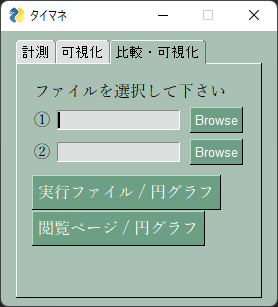 タイマネ
計測 可視化 比較・可視化
ファイルを選択して下さい
① Browse
② Browse
実行ファイル / 円グラフ
閲覧ページ / 円グラフ